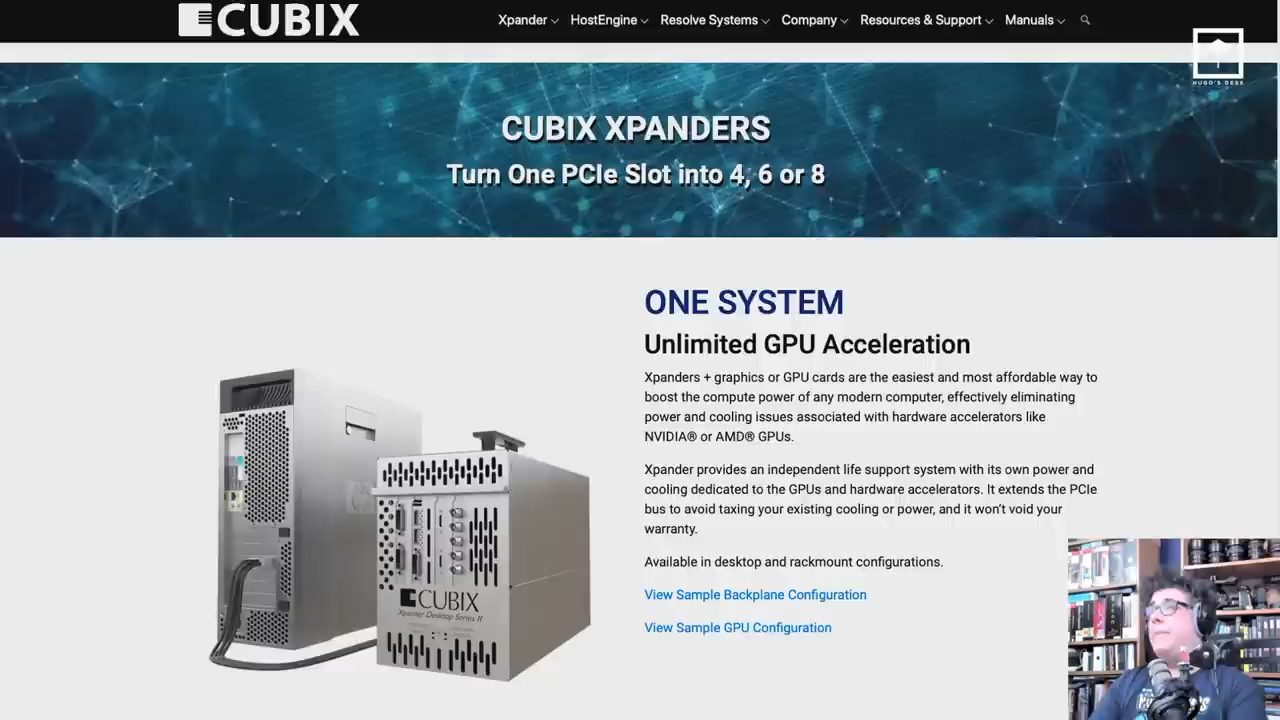 CUBIX
Xpander HostEngine Resolve Systems Company Resources & Support Manuals
HUGO'S DESK
CUBIX XPANDERS
Turn One PCIe Slot into 4, 6 or 8
ONE SYSTEM
Unlimited GPU Acceleration
Xpanders + graphics or GPU cards are the easiest and most affordable way to
boost the compute power of any modern computer, effectively eliminating
power and cooling issues associated with hardware accelerators like
NVIDIA® or AMD® GPUs.
Xpander provides an independent life support system with its own power and
cooling dedicated to the GPUs and hardware accelerators. It extends the PCIe
bus to avoid taxing your existing cooling or power, and it won't void your
warranty.
Available in desktop and rackmount configurations.
View Sample Backplane Configuration
View Sample GPU Configuration
CUBIX
Xpander Desktop Series II